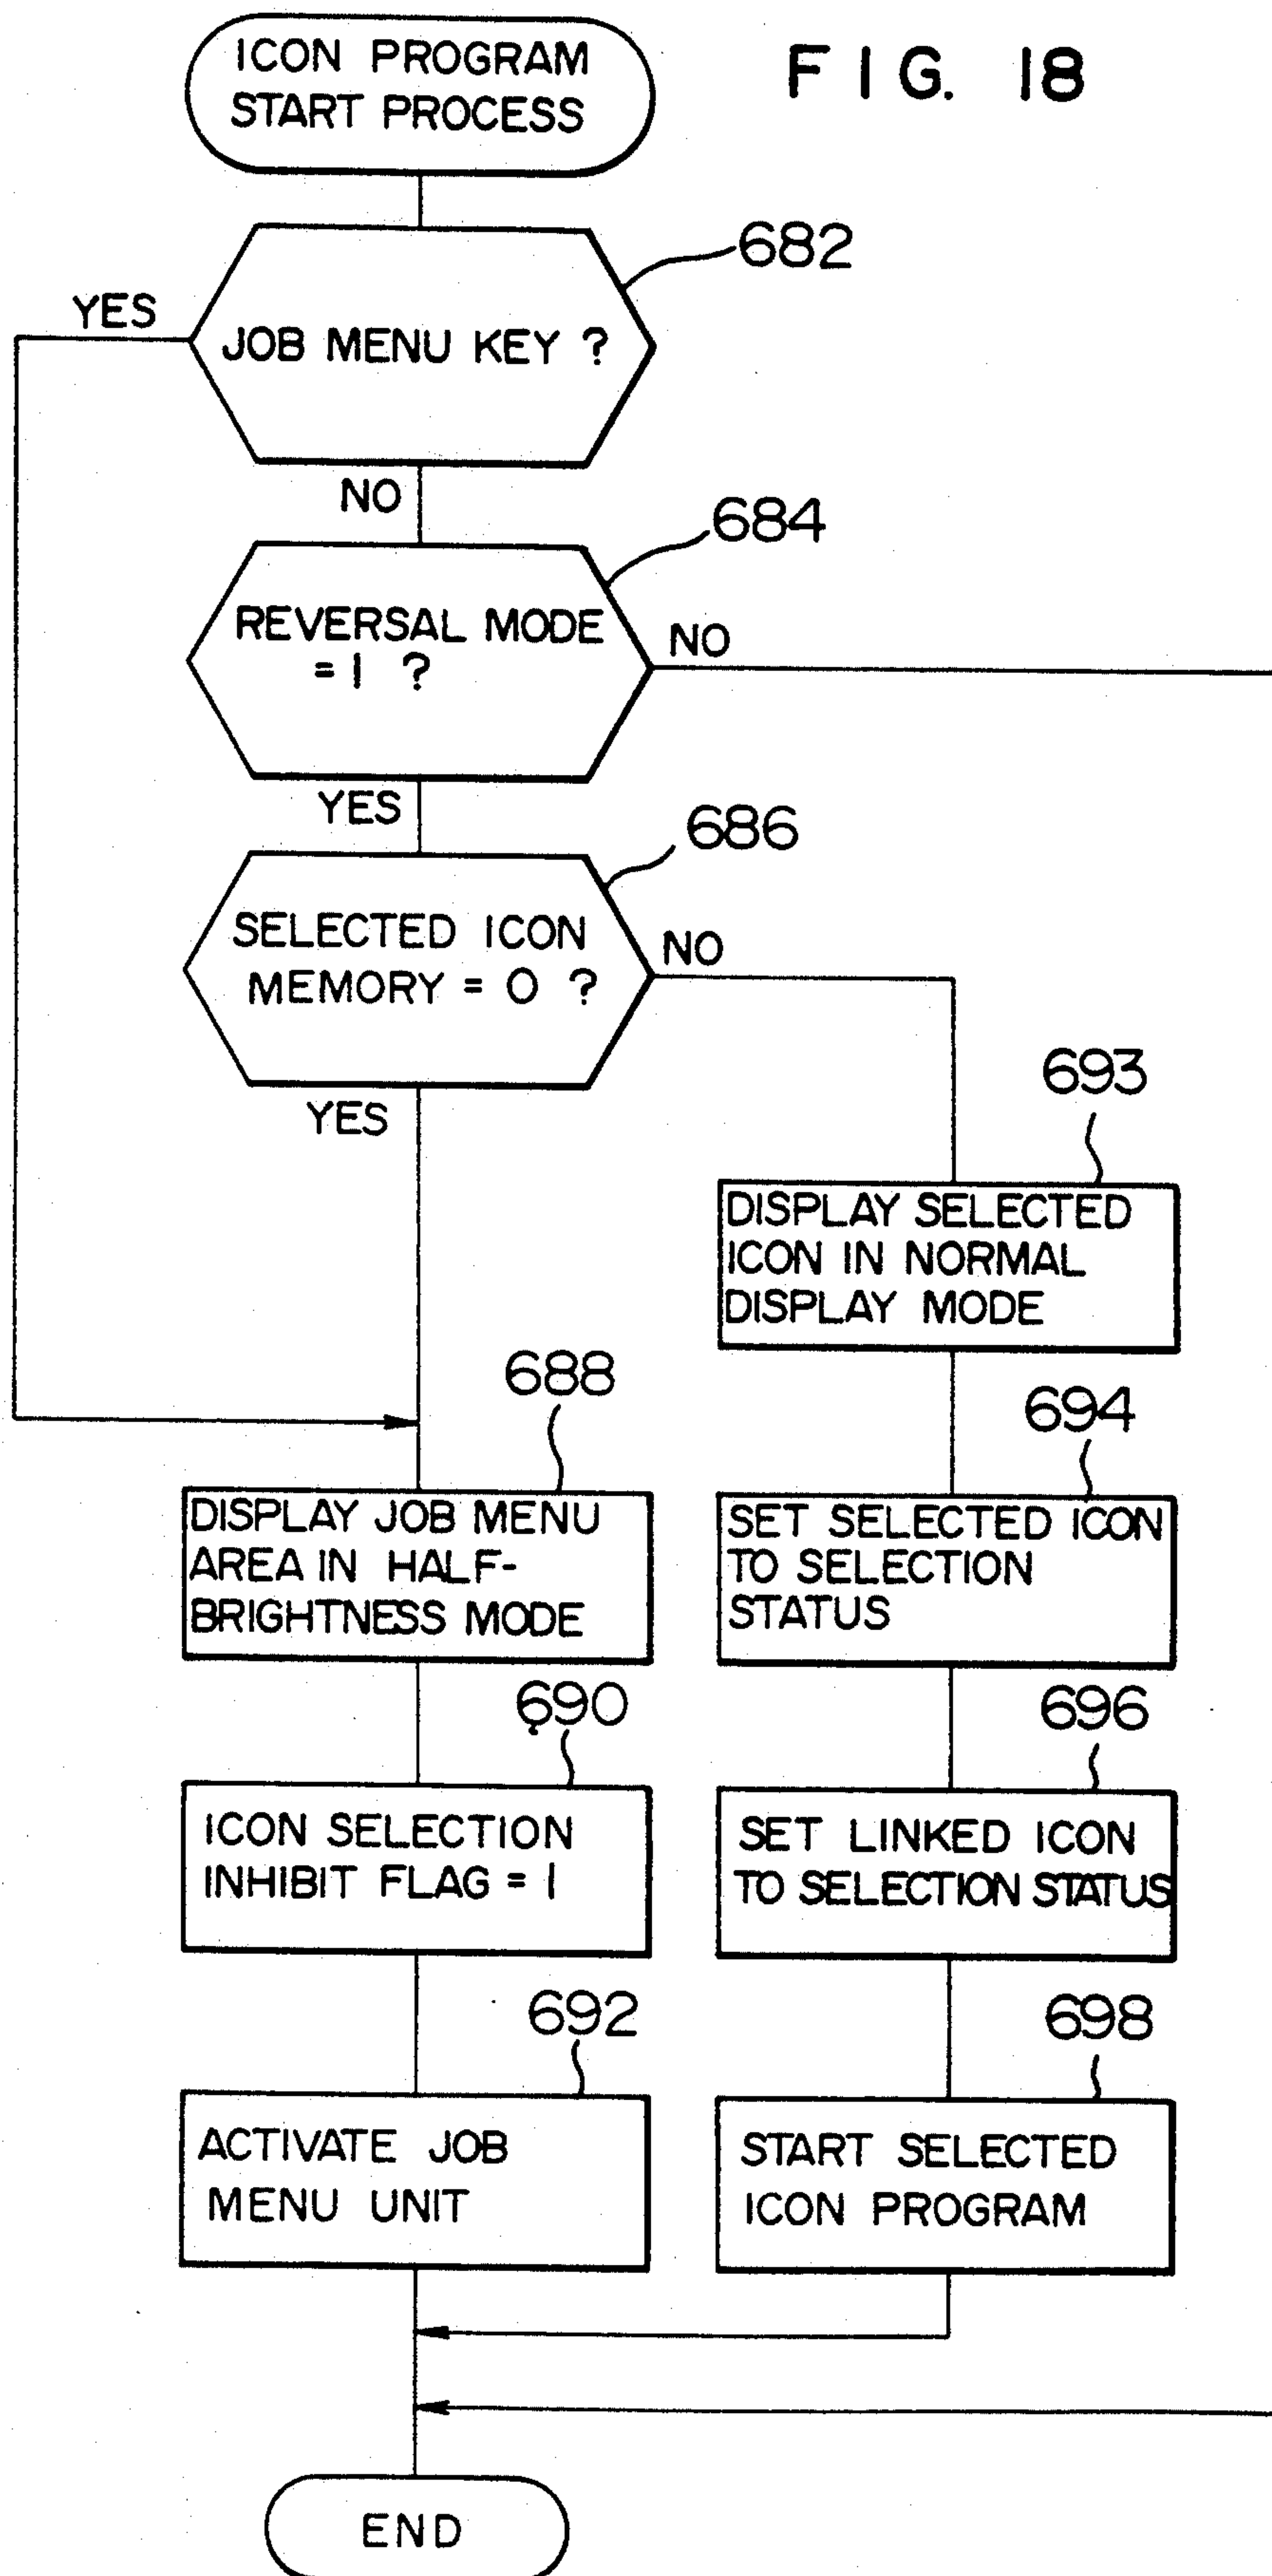 FIG. 18
ICON PROGRAM
START PROCESS
682
YES
JOB MENU KEY ?
NO
684
REVERSAL MODE
= 1 ?
NO
YES
686
SELECTED ICON
MEMORY = 0 ?
NO
YES
693
DISPLAY SELECTED
ICON IN NORMAL
DISPLAY MODE
688
DISPLAY JOB MENU
AREA IN HALF-
BRIGHTNESS MODE
694
SET SELECTED ICON
TO SELECTION
STATUS
690
ICON SELECTION
INHIBIT FLAG = 1
696
SET LINKED ICON
TO SELECTION STATUS
692
ACTIVATE JOB
MENU UNIT
698
START SELECTED
ICON PROGRAM
END